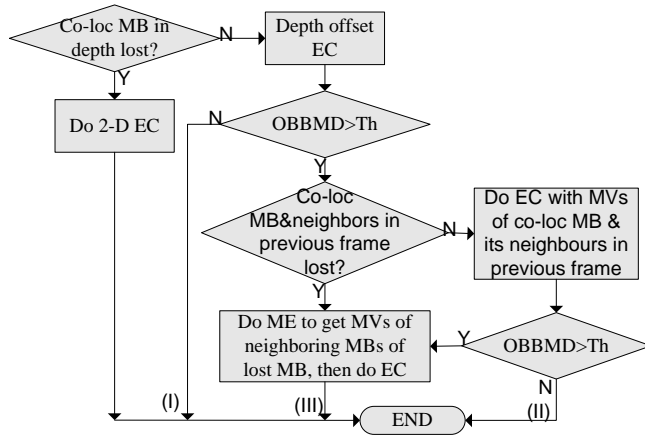 Co-loc MB in
depth lost?
N
Depth offset
EC
Y
Do 2-D EC
N
OBBMD>Th
Y
Co-loc
MB&neighbors in
previous frame
lost?
N
Do EC with MVs
of co-loc MB &
its neighbours in
previous frame
Y
Do ME to get MVs of
neighboring MBs of
lost MB, then do EC
Y
OBBMD>Th
N
(I)
(III)
END
(II)